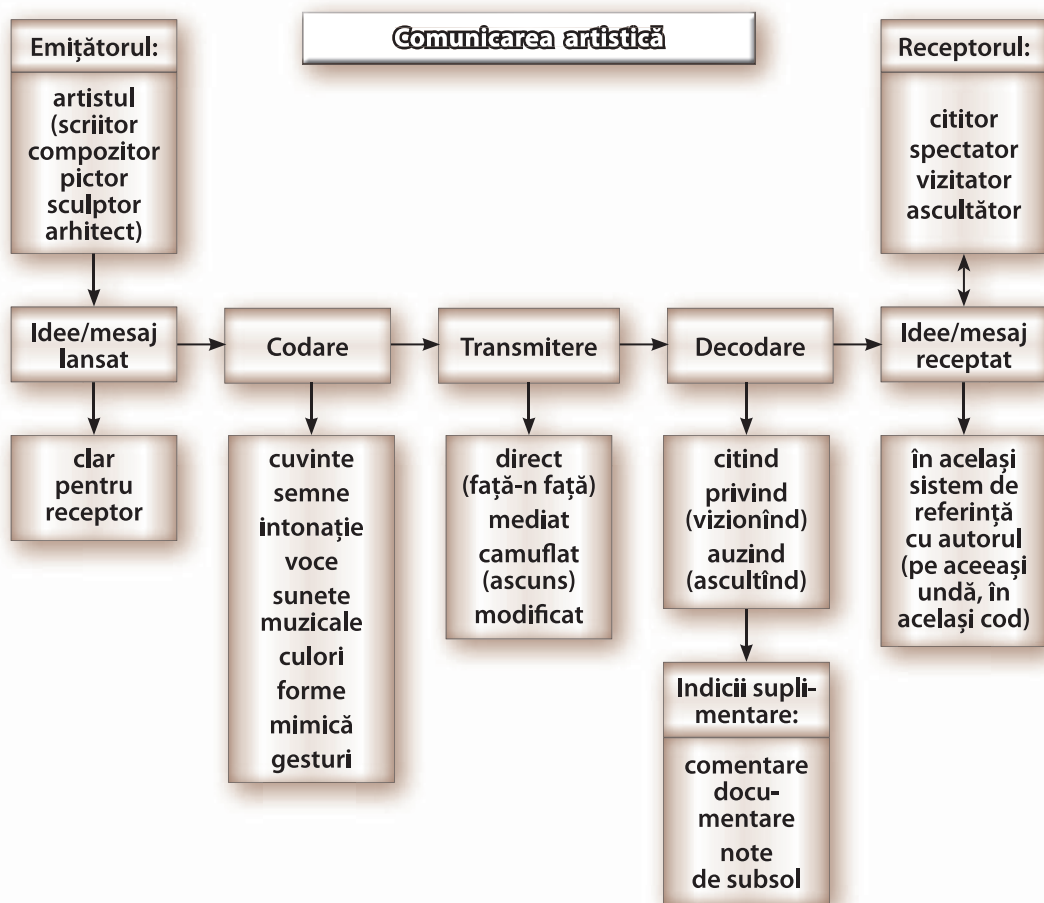 Comunicarea artistică
Emițătorul:
artistul
(scriitor
compozitor
pictor
sculptor
arhitect)
Receptorul:
cititor
spectator
vizitator
ascultător
Idee/mesaj
lansat
Codare
Transmitere
Decodare
Idee/mesaj
receptat
clar
pentru
receptor
cuvinte
semne
intonație
voce
sunete
muzicale
culori
forme
mimică
gesturi
direct
(față-n față)
mediat
camuflat
(ascuns)
modificat
citind
privind
(vizionînd)
auzind
(ascultînd)
în același
sistem de
referință
cu autorul
(pe aceeași
undă, în
același cod)
Indicii supli-
mentare:
comentare
docu-
mentare
note
de subsol